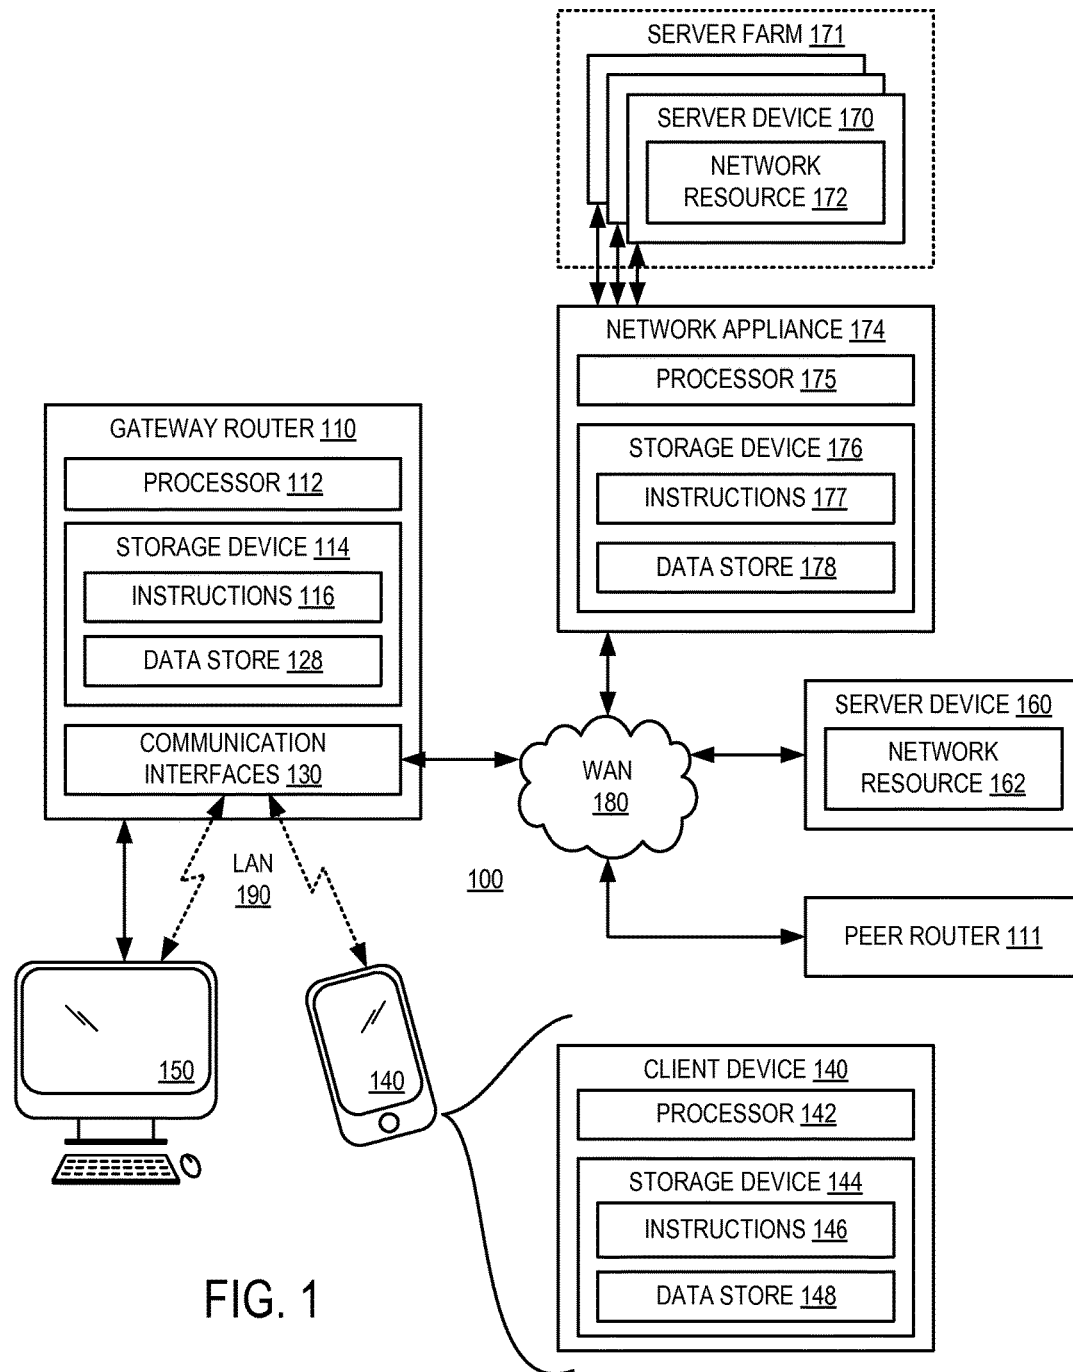 SERVER FARM 171
SERVER DEVICE 170
NETWORK
RESOURCE 172
NETWORK APPLIANCE 174
PROCESSOR 175
STORAGE DEVICE 176
INSTRUCTIONS 177
DATA STORE 178
GATEWAY ROUTER 110
PROCESSOR 112
STORAGE DEVICE 114
INSTRUCTIONS 116
DATA STORE 128
COMMUNICATION
INTERFACES 130
WAN
180
SERVER DEVICE 160
NETWORK
RESOURCE 162
LAN
190
100
PEER ROUTER 111
150
140
CLIENT DEVICE 140
PROCESSOR 142
STORAGE DEVICE 144
INSTRUCTIONS 146
DATA STORE 148
FIG. 1